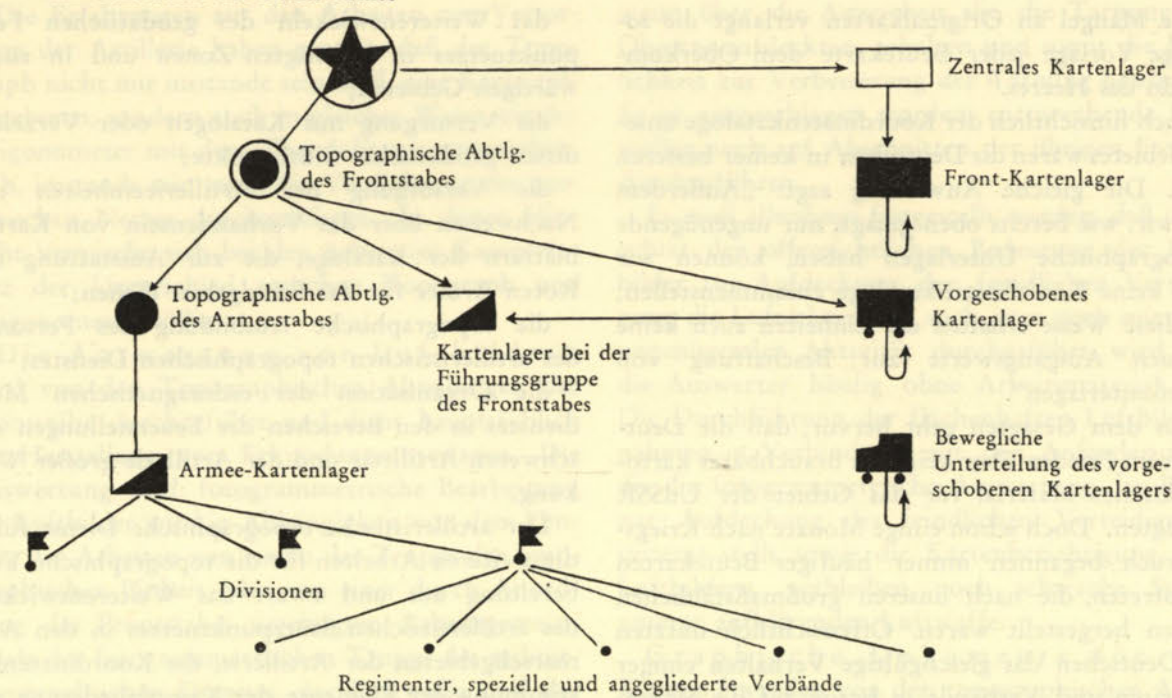 Zentrales Kartenlager
Topographische Abtlg.
des Frontstabes
Front-Kartenlager
Topographische Abtlg.
des Armeestabes
Vorgeschobenes
Kartenlager
Kartenlager bei der
Führungsgruppe
des Frontstabes
Bewegliche
Unterteilung des vorge-
schobenen Kartenlagers
Armee-Kartenlager
Divisionen
Regimenter, spezielle und angegliederte Verbände